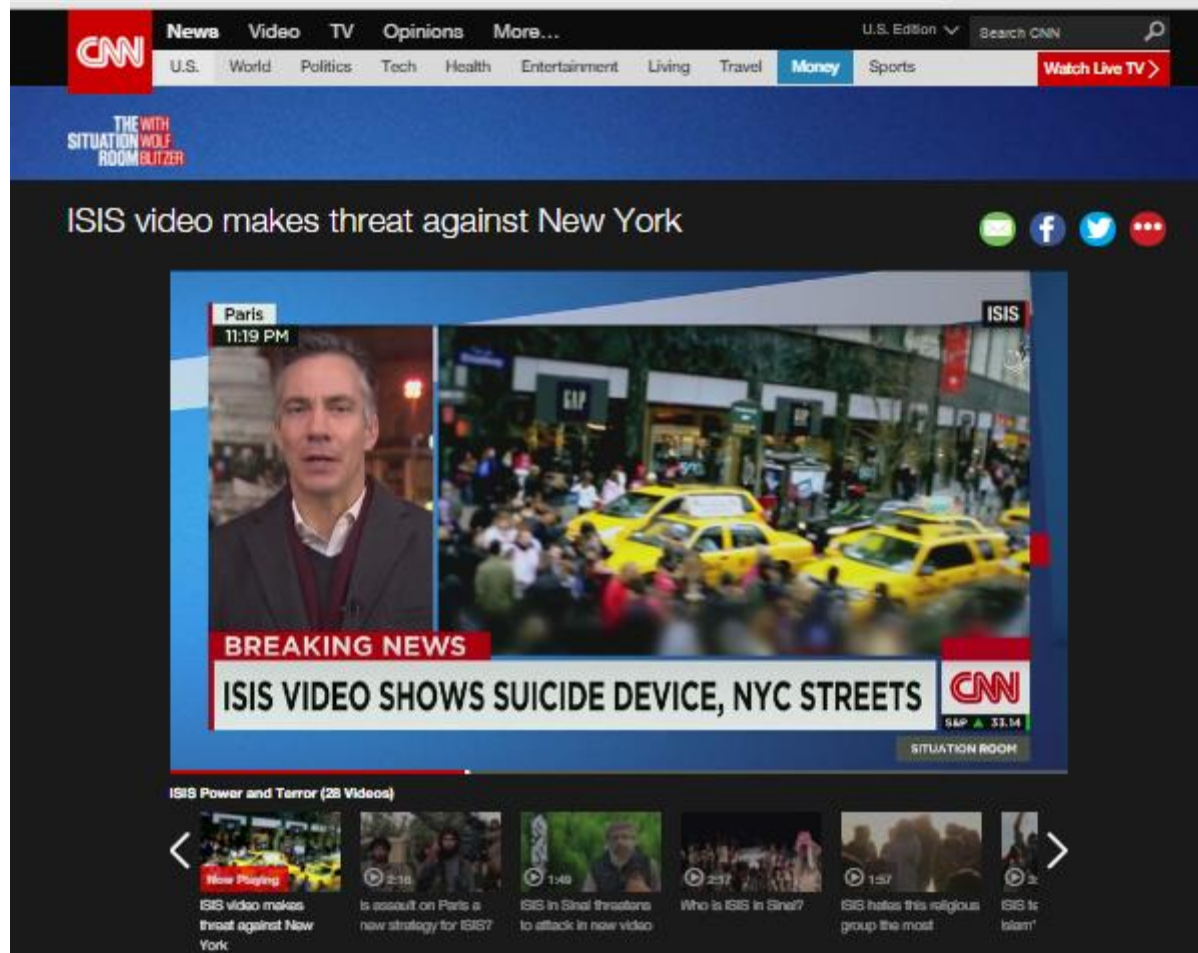 CNN
News Video TV Opinions More...
U.S. Edition
Search CNN
U.S. World Politics Tech Health Entertainment Living Travel Money Sports
Watch Live TV
THE WITH
SITUATION WOLF
ROOM BLITZER
ISIS video makes threat against New York
Paris
11:19 PM
ISIS
GAP
BREAKING NEWS
ISIS VIDEO SHOWS SUICIDE DEVICE, NYC STREETS
CNN
S&P ▲ 33.14
SITUATION ROOM
ISIS Power and Terror (28 Videos)
Now Playing
2:16
1:49
2:37
1:57
ISIS video makes
threat against New
York
Is assault on Paris a
new strategy for ISIS?
ISIS in Sinai threatens
to attack in new video
Who is ISIS in Sinai?
ISIS hates this religious
group the most
ISIS
Islam"